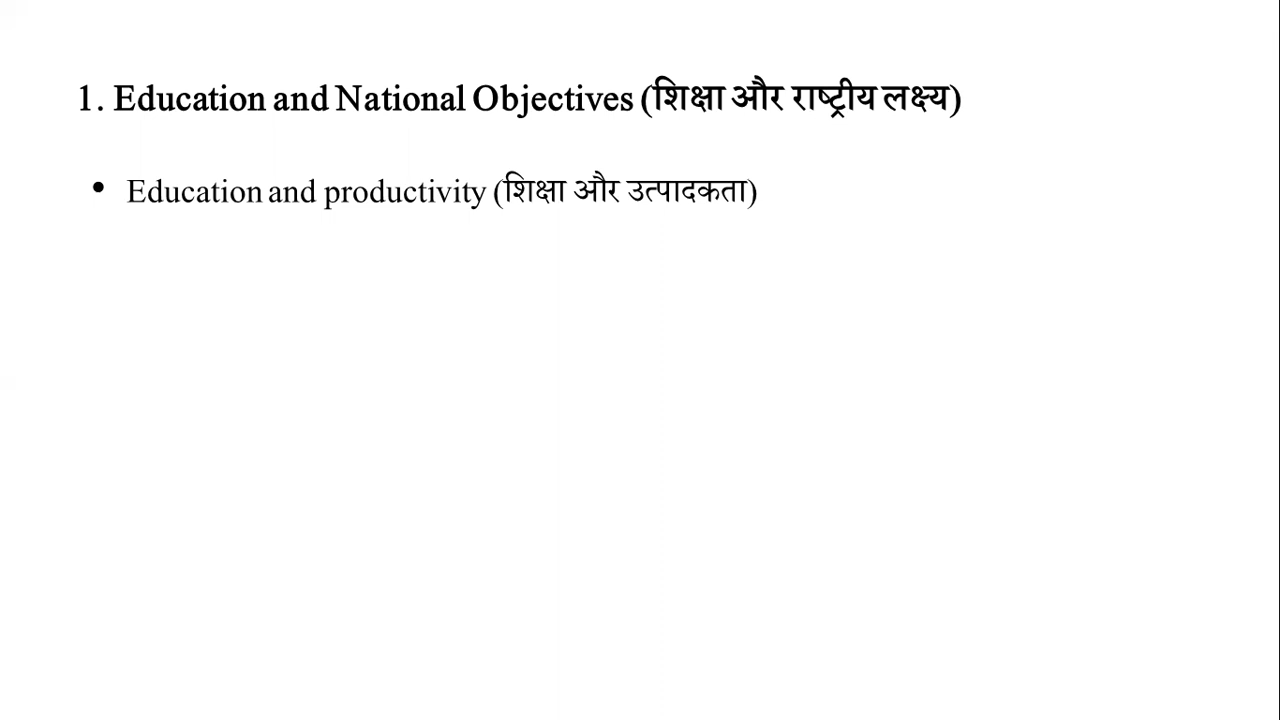 1. Education and National Objectives (शिक्षा और राष्ट्रीय लक्ष्य)
• Education and productivity (शिक्षा और उत्पादकता)